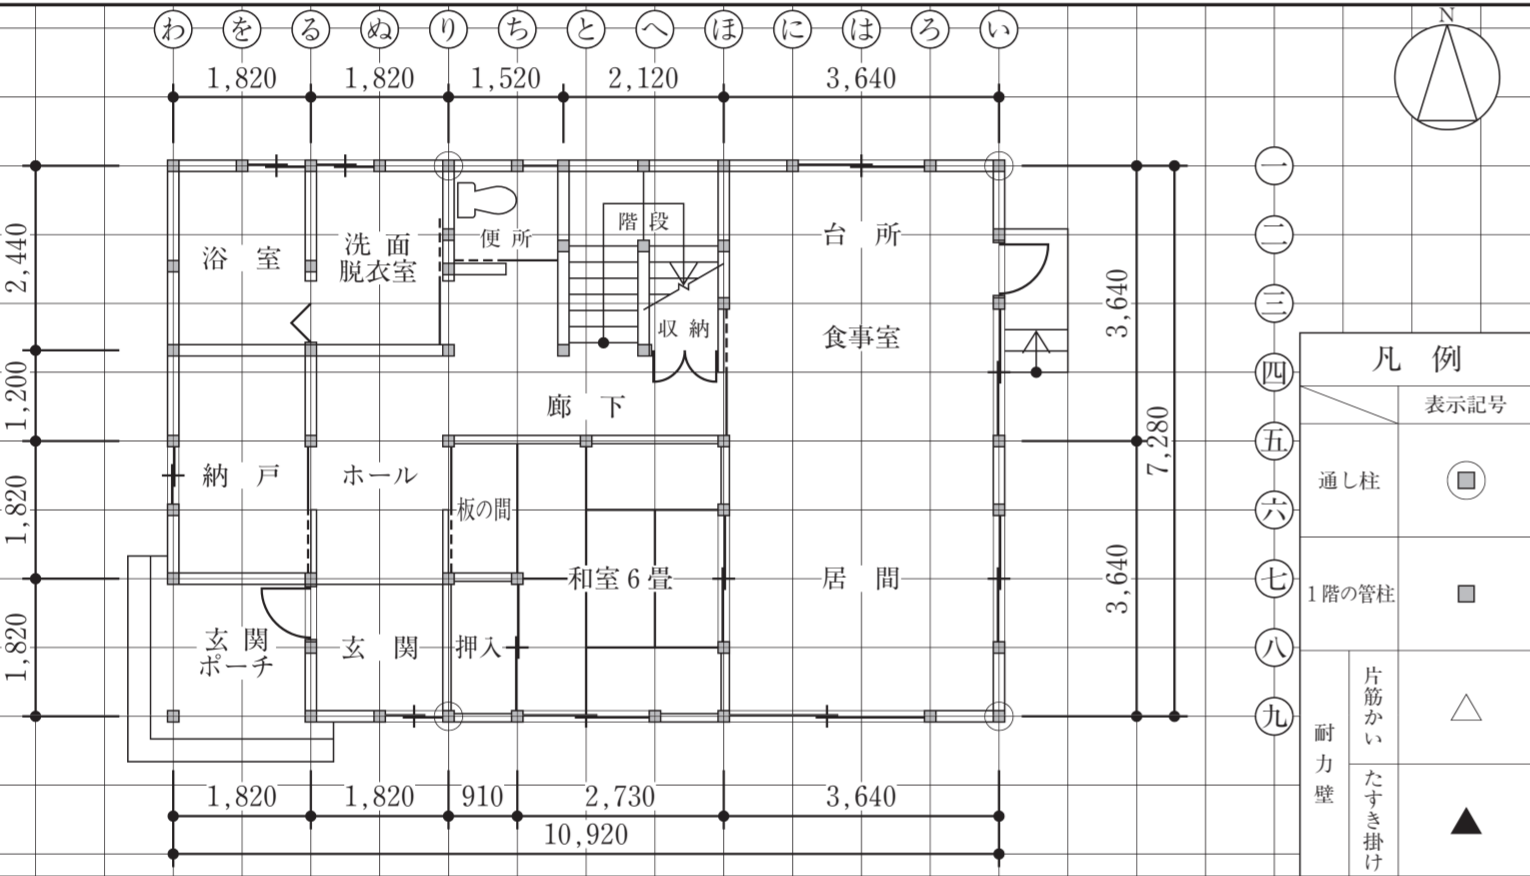 わ を る ぬ り ち と へ ほ に は ろ い
N
1,820 1,820 1,520 2,120 3,640
一
二
三
四
五
六
七
八
九
2,440
1,200
1,820
1,820
浴 室
洗 面
脱衣室
便 所
階 段
台 所
収 納
食事室
廊 下
納 戸
ホール
板の間
和室6畳
居 間
玄 関
ポーチ
玄 関
押入
3,640
3,640
7,280
1,820 1,820 910 2,730 3,640
10,920
凡 例
表示記号
通し柱
1階の管柱
耐力壁
片筋かい
たすき掛け